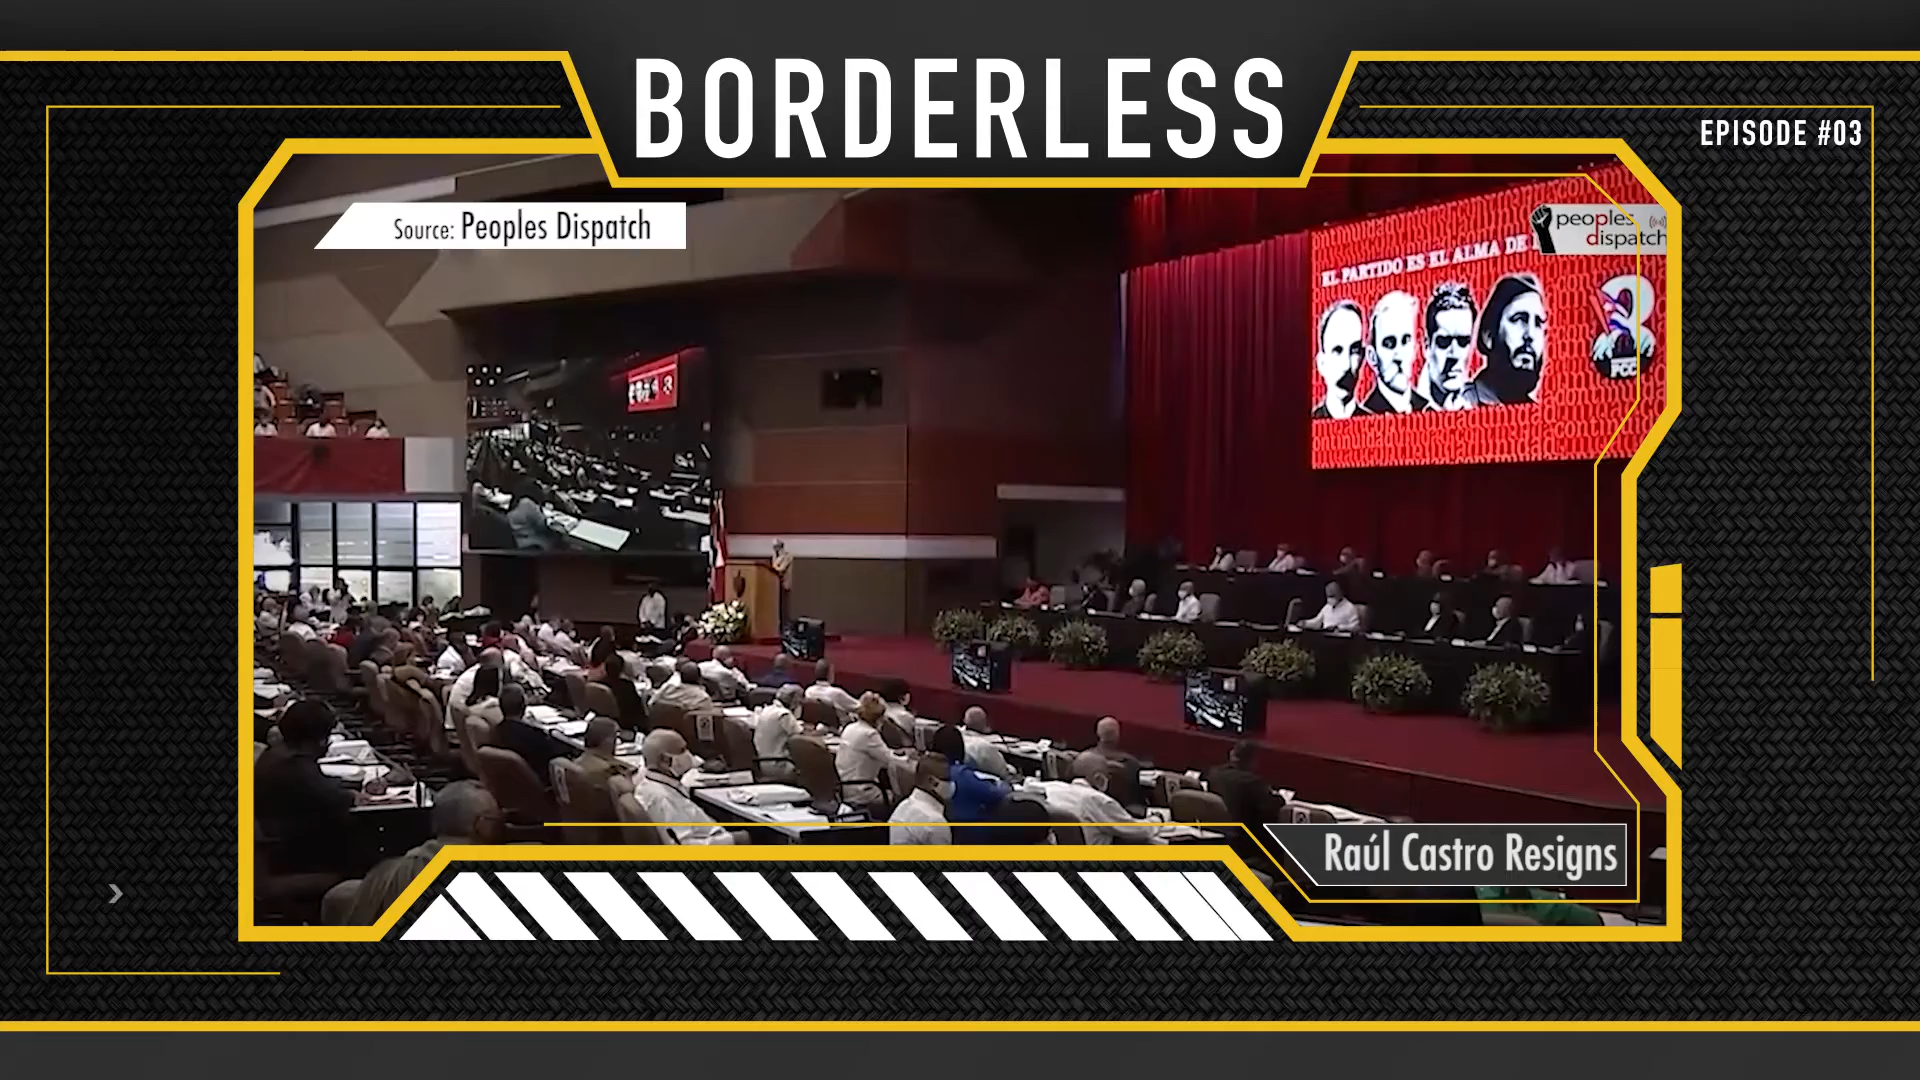 BORDERLESS
EPISODE #03
Source: Peoples Dispatch
peoples
dispatch
EL PARTIDO ES EL ALMA DE
PCC
Raúl Castro Resigns